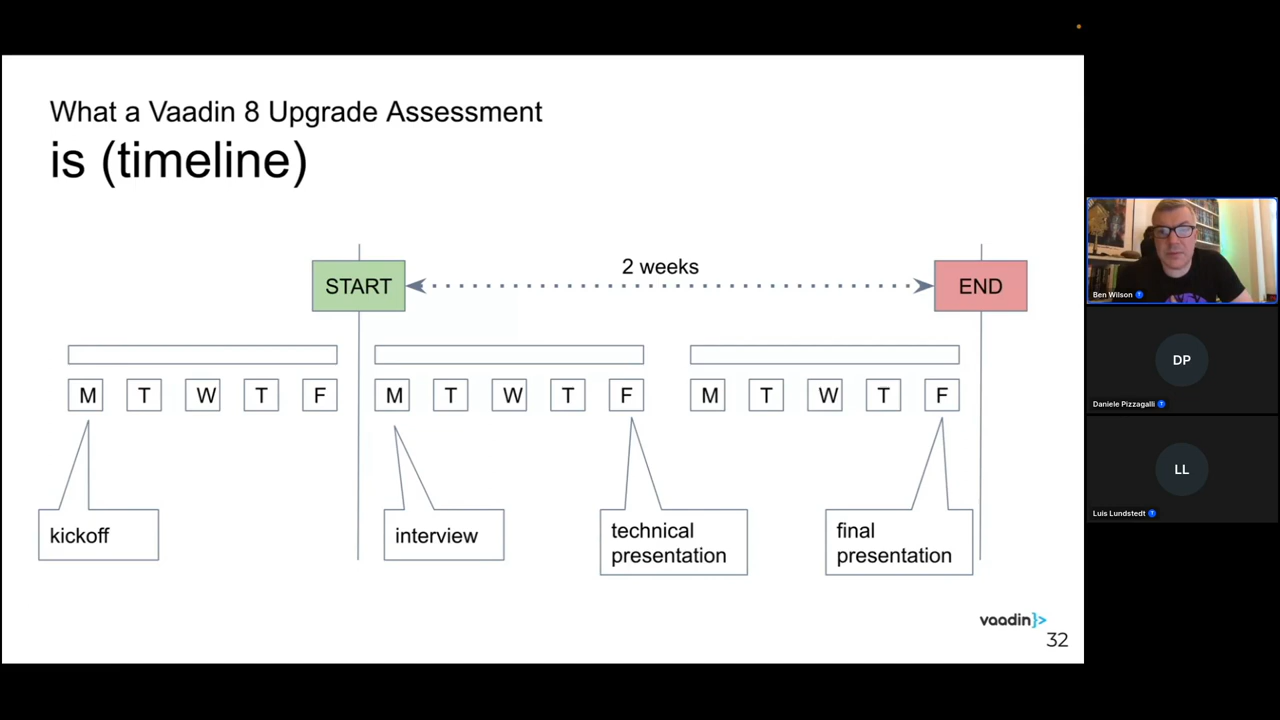 What a Vaadin 8 Upgrade Assessment
is (timeline)
START
2 weeks
END
M T W T F
M T W T F
M T W T F
kickoff
interview
technical
presentation
final
presentation
vaadin}>
32
Ben Wilson
DP
Daniele Pizzagalli
LL
Luis Lundstedt